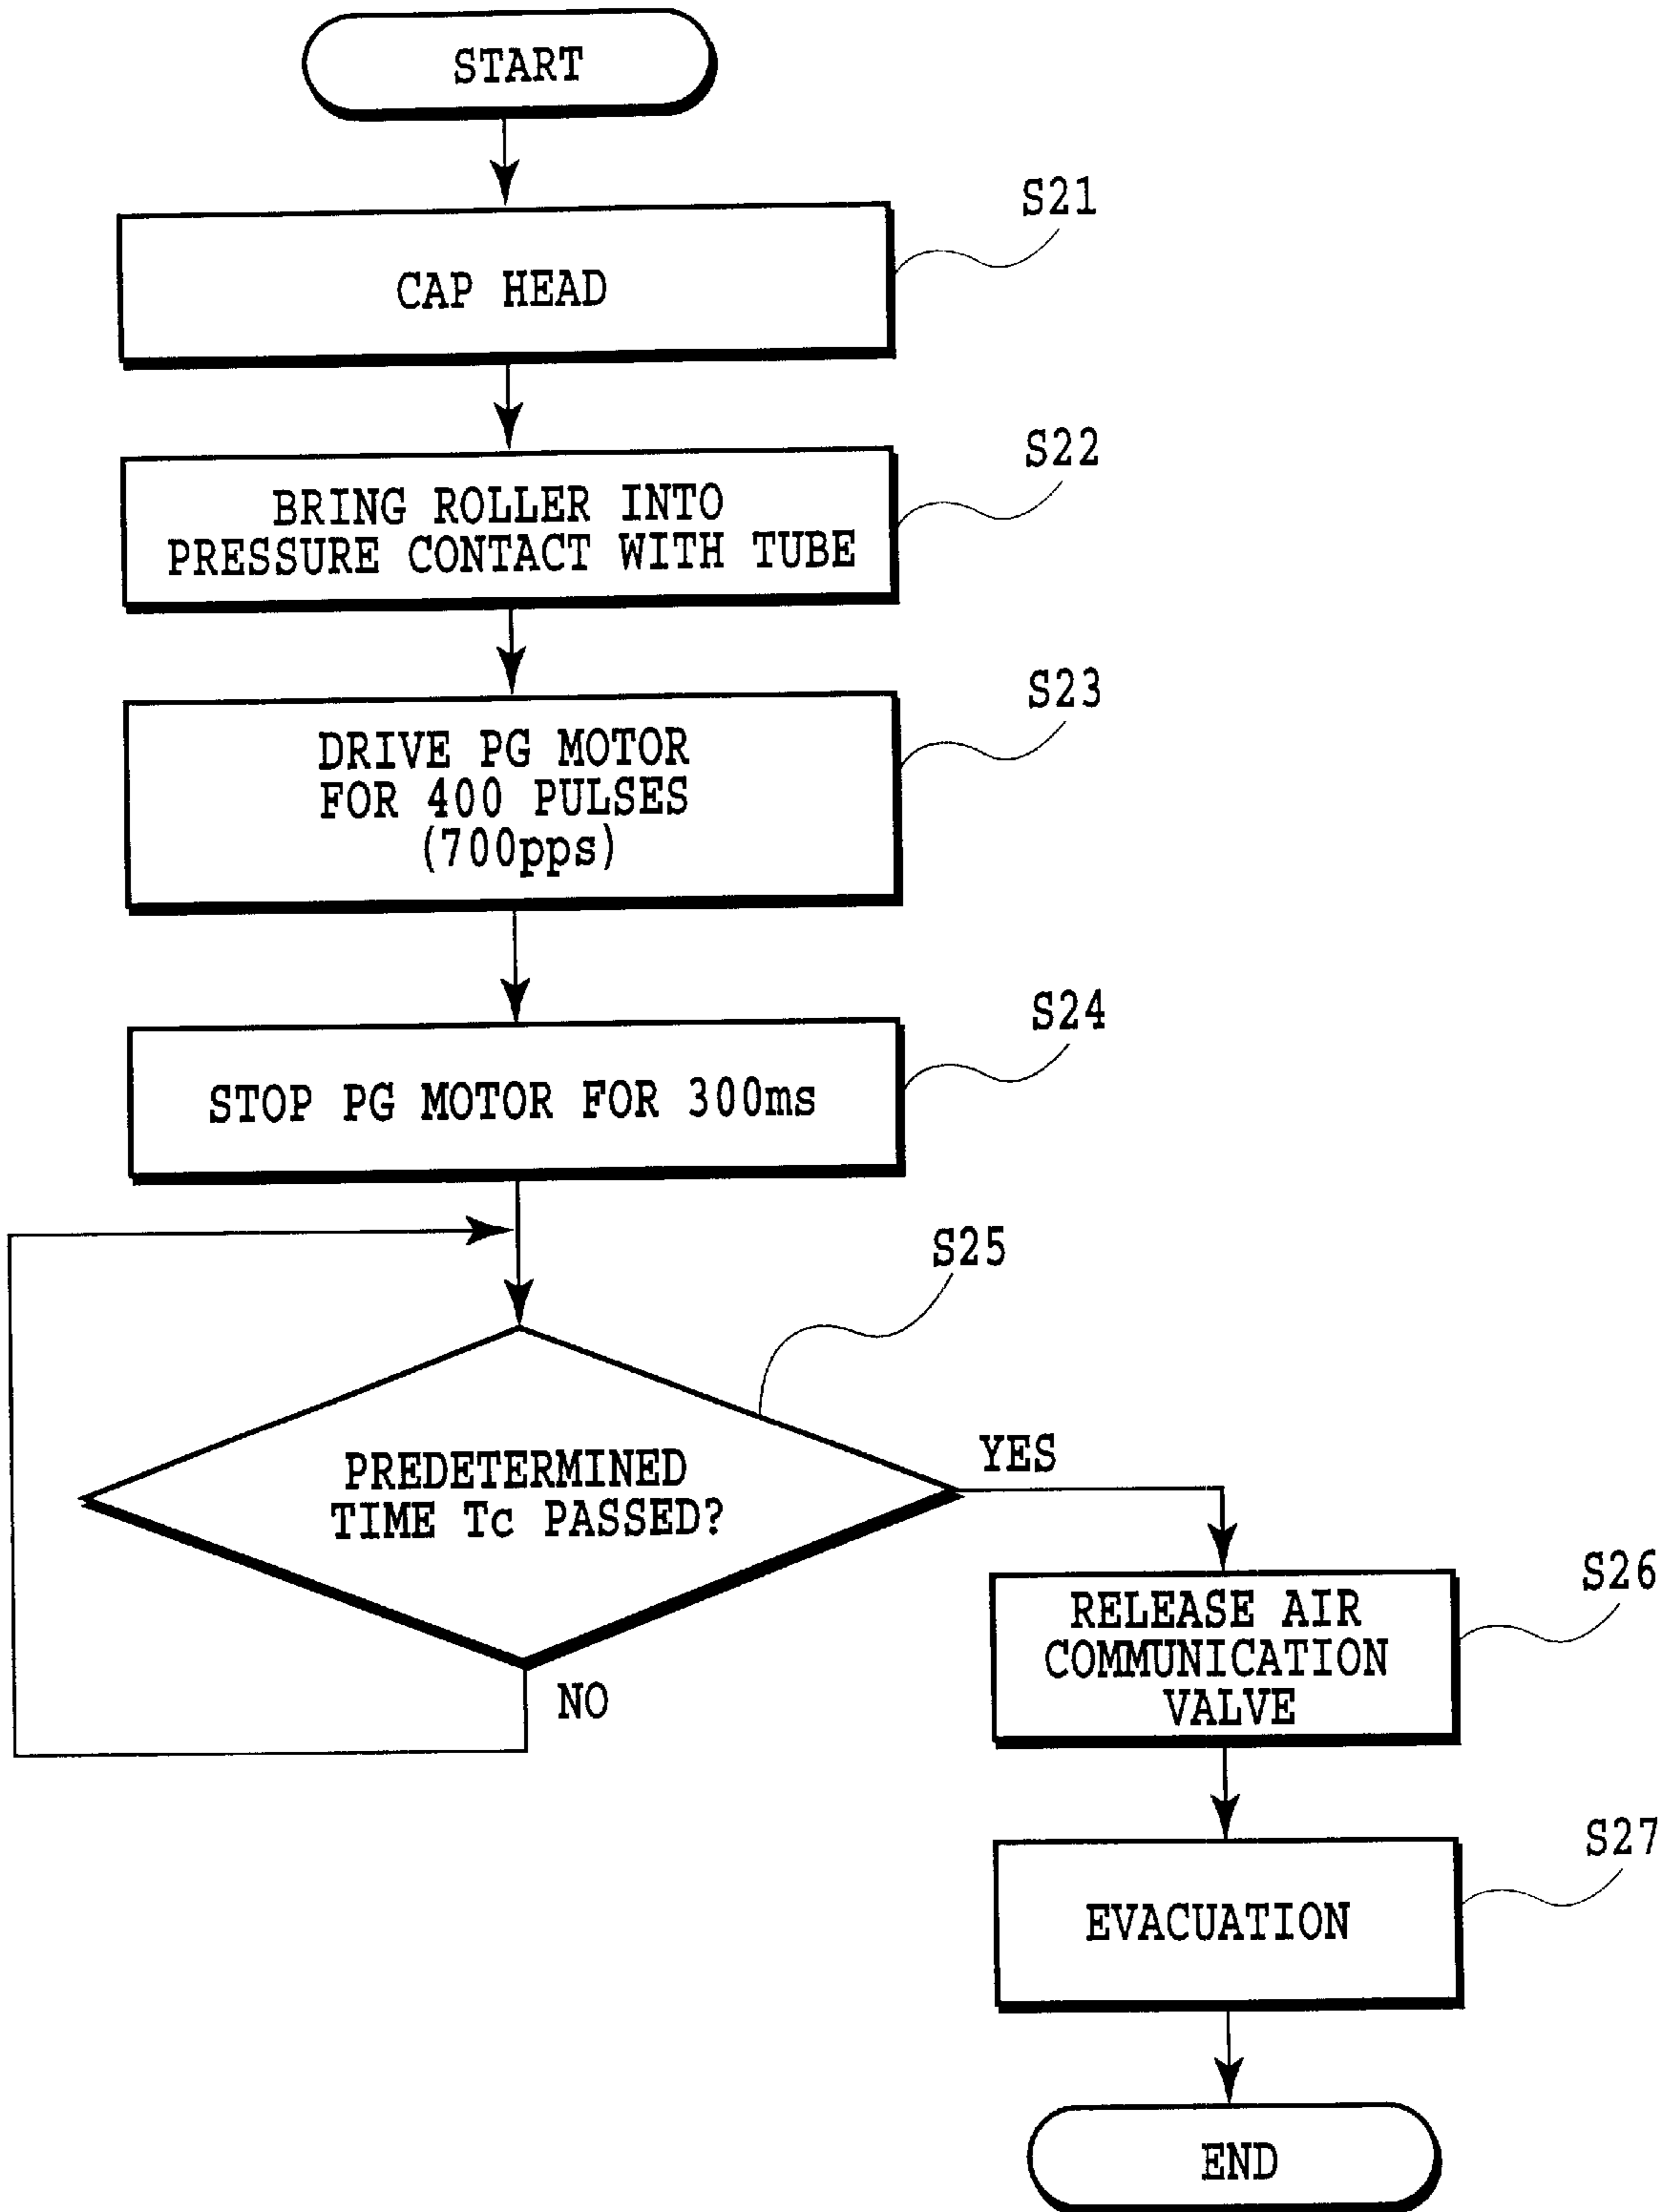 START
S21
CAP HEAD
S22
BRING ROLLER INTO
PRESSURE CONTACT WITH TUBE
S23
DRIVE PG MOTOR
FOR 400 PULSES
(700pps)
S24
STOP PG MOTOR FOR 300ms
S25
PREDETERMINED
TIME Tc PASSED?
YES
NO
S26
RELEASE AIR
COMMUNICATION
VALVE
S27
EVACUATION
END